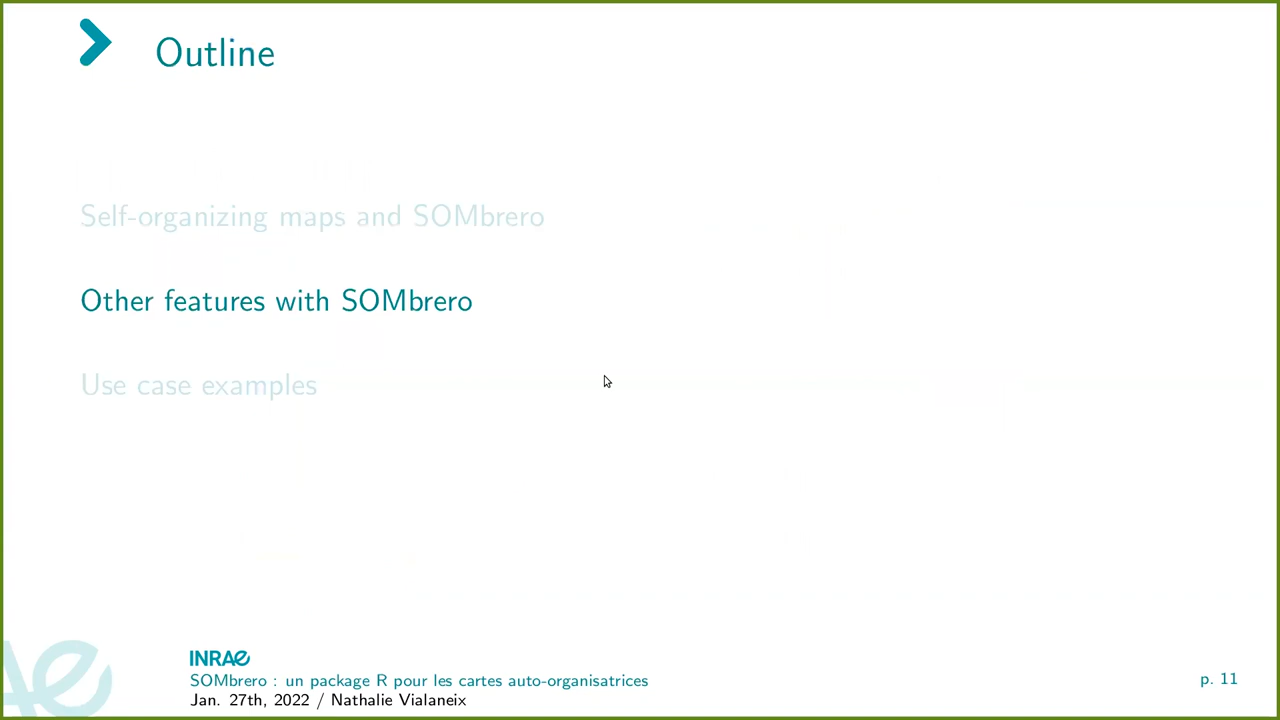 Outline
Self-organizing maps and SOMbrero
Other features with SOMbrero
Use case examples
INRAE
SOMbrero : un package R pour les cartes auto-organisatrices
Jan. 27th, 2022 / Nathalie Vialaneix
p. 11